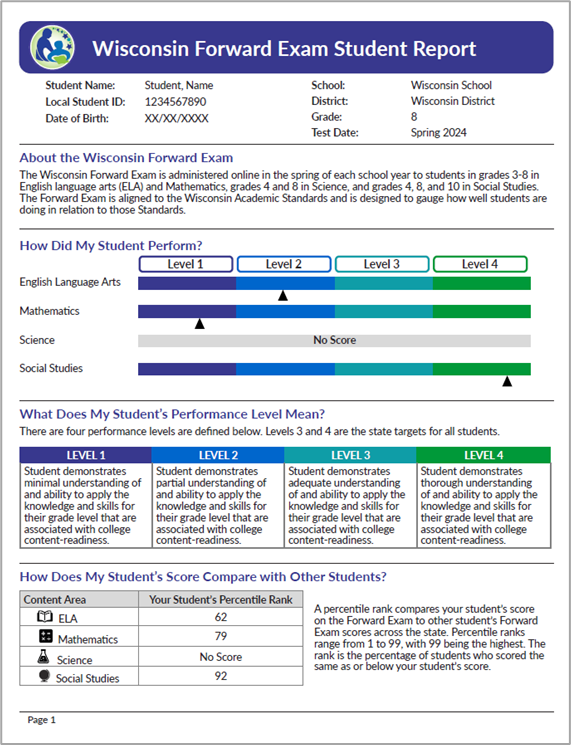 Wisconsin Forward Exam Student Report
Student Name: Student, Name
Local Student ID: 1234567890
Date of Birth: XX/XX/XXXX
School: Wisconsin School
District: Wisconsin District
Grade: 8
Test Date: Spring 2024
About the Wisconsin Forward Exam
The Wisconsin Forward Exam is administered online in the spring of each school year to students in grades 3-8 in
English language arts (ELA) and Mathematics, grades 4 and 8 in Science, and grades 4, 8, and 10 in Social Studies.
The Forward Exam is aligned to the Wisconsin Academic Standards and is designed to gauge how well students are
doing in relation to those Standards.
How Did My Student Perform?
Level 1 Level 2 Level 3 Level 4
English Language Arts
Mathematics
Science No Score
Social Studies
What Does My Student's Performance Level Mean?
There are four performance levels are defined below. Levels 3 and 4 are the state targets for all students.
LEVEL 1
Student demonstrates
minimal understanding of
and ability to apply the
knowledge and skills for
their grade level that are
associated with college
content-readiness.
LEVEL 2
Student demonstrates
partial understanding of
and ability to apply the
knowledge and skills for
their grade level that are
associated with college
content-readiness.
LEVEL 3
Student demonstrates
adequate understanding
of and ability to apply the
knowledge and skills for
their grade level that are
associated with college
content-readiness.
LEVEL 4
Student demonstrates
thorough understanding
of and ability to apply the
knowledge and skills for
their grade level that are
associated with college
content-readiness.
How Does My Student's Score Compare with Other Students?
Content Area Your Student's Percentile Rank
ELA 62
Mathematics 79
Science No Score
Social Studies 92
A percentile rank compares your student's score
on the Forward Exam to other student's Forward
Exam scores across the state. Percentile ranks
range from 1 to 99, with 99 being the highest. The
rank is the percentage of students who scored the
same as or below your student's score.
Page 1